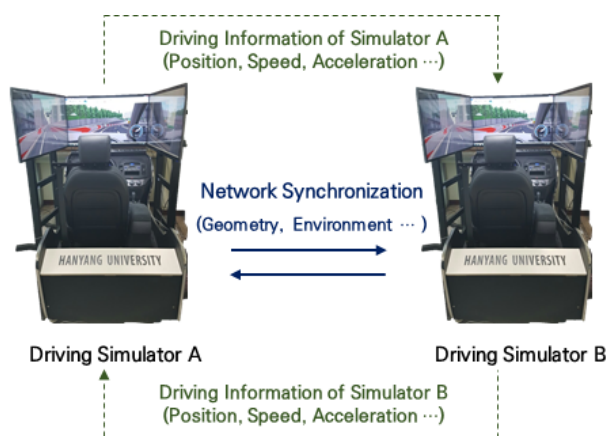 Driving Information of Simulator A
(Position, Speed, Acceleration ···)
Network Synchronization
(Geometry, Environment ··· )
HANYANG UNIVERSITY
HANYANG UNIVERSITY
Driving Simulator A
Driving Simulator B
Driving Information of Simulator B
(Position, Speed, Acceleration ···)